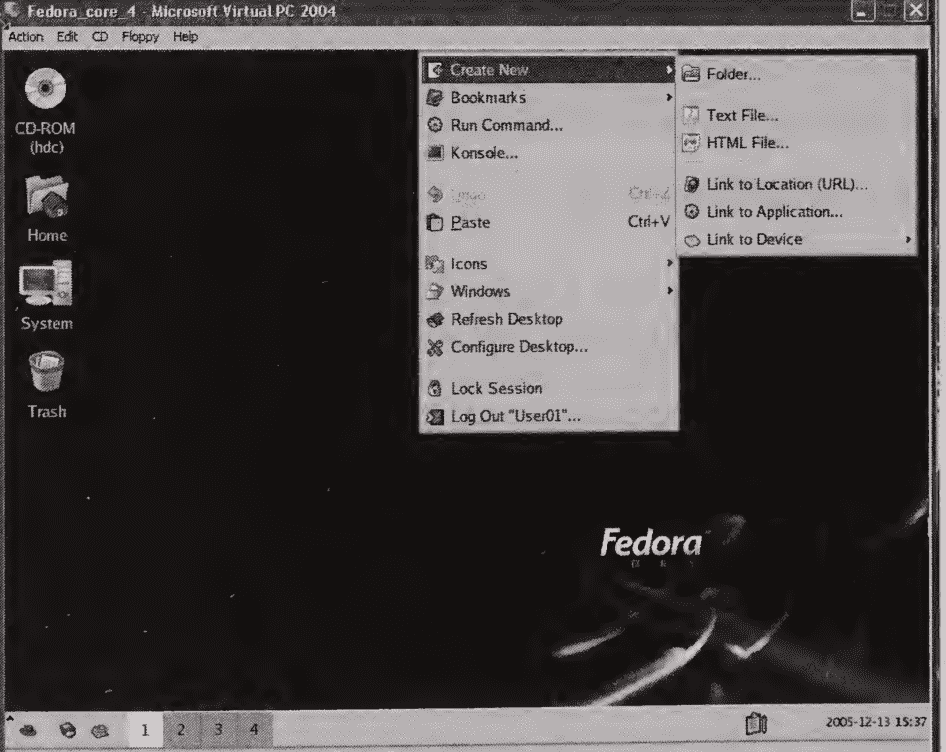 Fedora_core_4 - Microsoft Virtual PC 2004
Action Edit CD Floppy Help
CD-ROM
(hdc)
Home
System
Trash
Create New
Bookmarks
Run Command...
Konsole...
Undo Ctrl+Z
Paste Ctrl+V
Icons
Windows
Refresh Desktop
Configure Desktop...
Lock Session
Log Out "User01"...
Folder...
Text File...
HTML File...
Link to Location (URL)...
Link to Application...
Link to Device
Fedora
1 2 3 4
2005-12-13 15:37